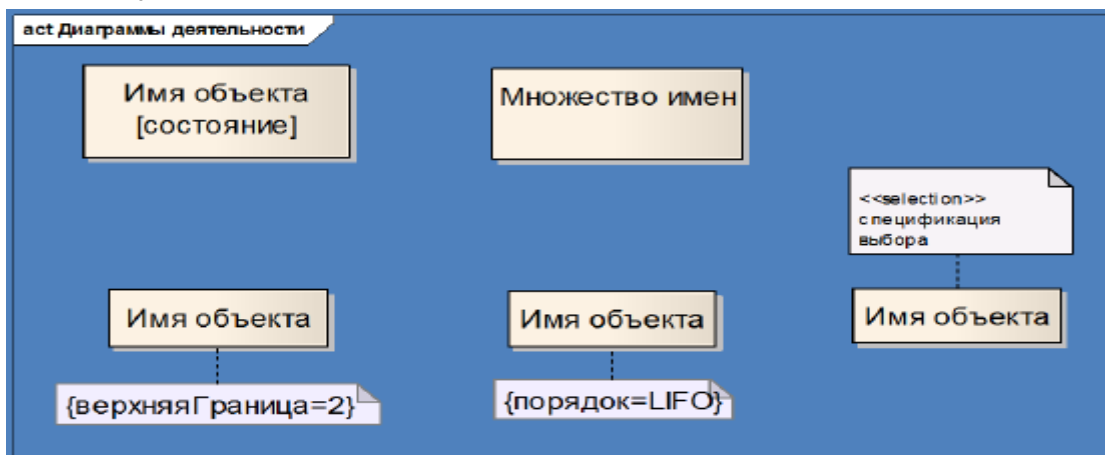 act Диаграммы деятельности
Имя объекта
[состояние]
Множество имен
<<selection>>
спецификация
выбора
Имя объекта
Имя объекта
Имя объекта
{верхняяГраница=2}
{порядок=LIFO}